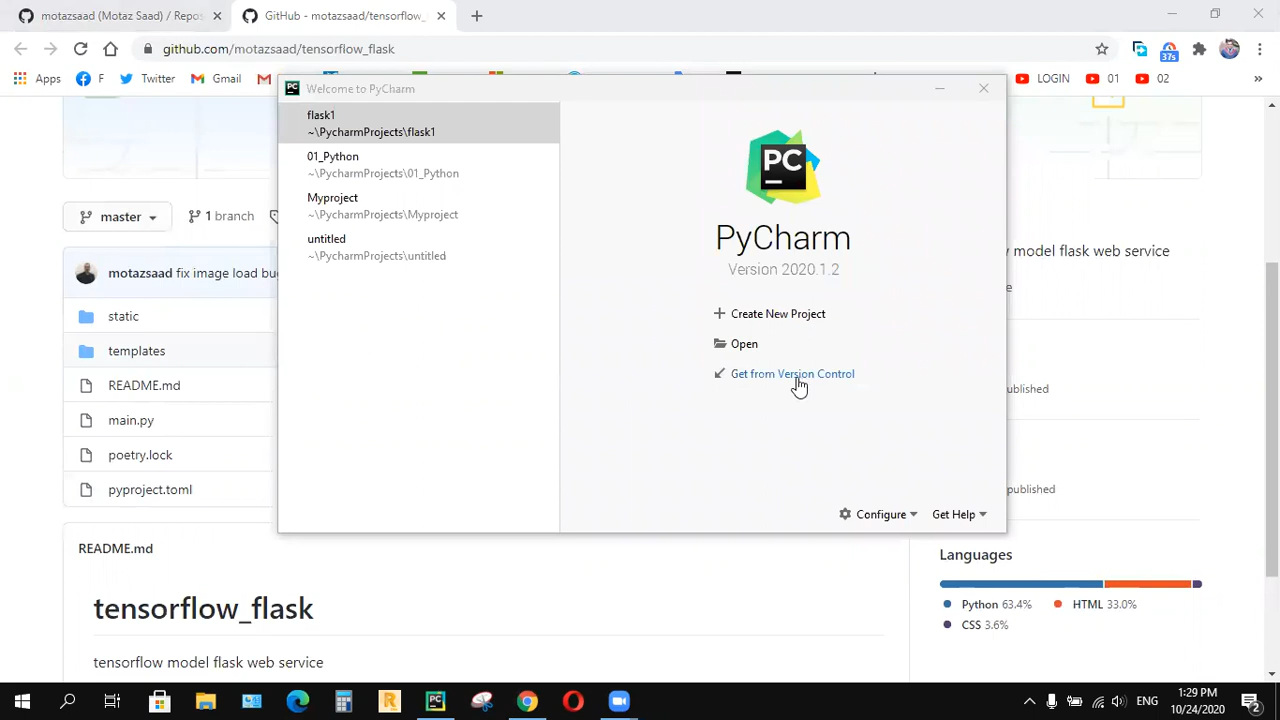 motazsaad (Motaz Saad) / Repos
GitHub - motazsaad/tensorflow_
github.com/motazsaad/tensorflow_flask
37s
Apps
F
Twitter
Gmail
LOGIN
01
02
»
PC Welcome to PyCharm
flask1
~\PycharmProjects\flask1
01_Python
~\PycharmProjects\01_Python
Myproject
~\PycharmProjects\Myproject
untitled
~\PycharmProjects\untitled
PC
PyCharm
Version 2020.1.2
Create New Project
Open
Get from Version Control
Configure
Get Help
master
1 branch
motazsaad fix image load bu
static
templates
README.md
main.py
poetry.lock
pyproject.toml
model flask web service
published
published
README.md
tensorflow_flask
tensorflow model flask web service
Languages
Python 63.4%
HTML 33.0%
CSS 3.6%
ENG
1:29 PM
10/24/2020
2